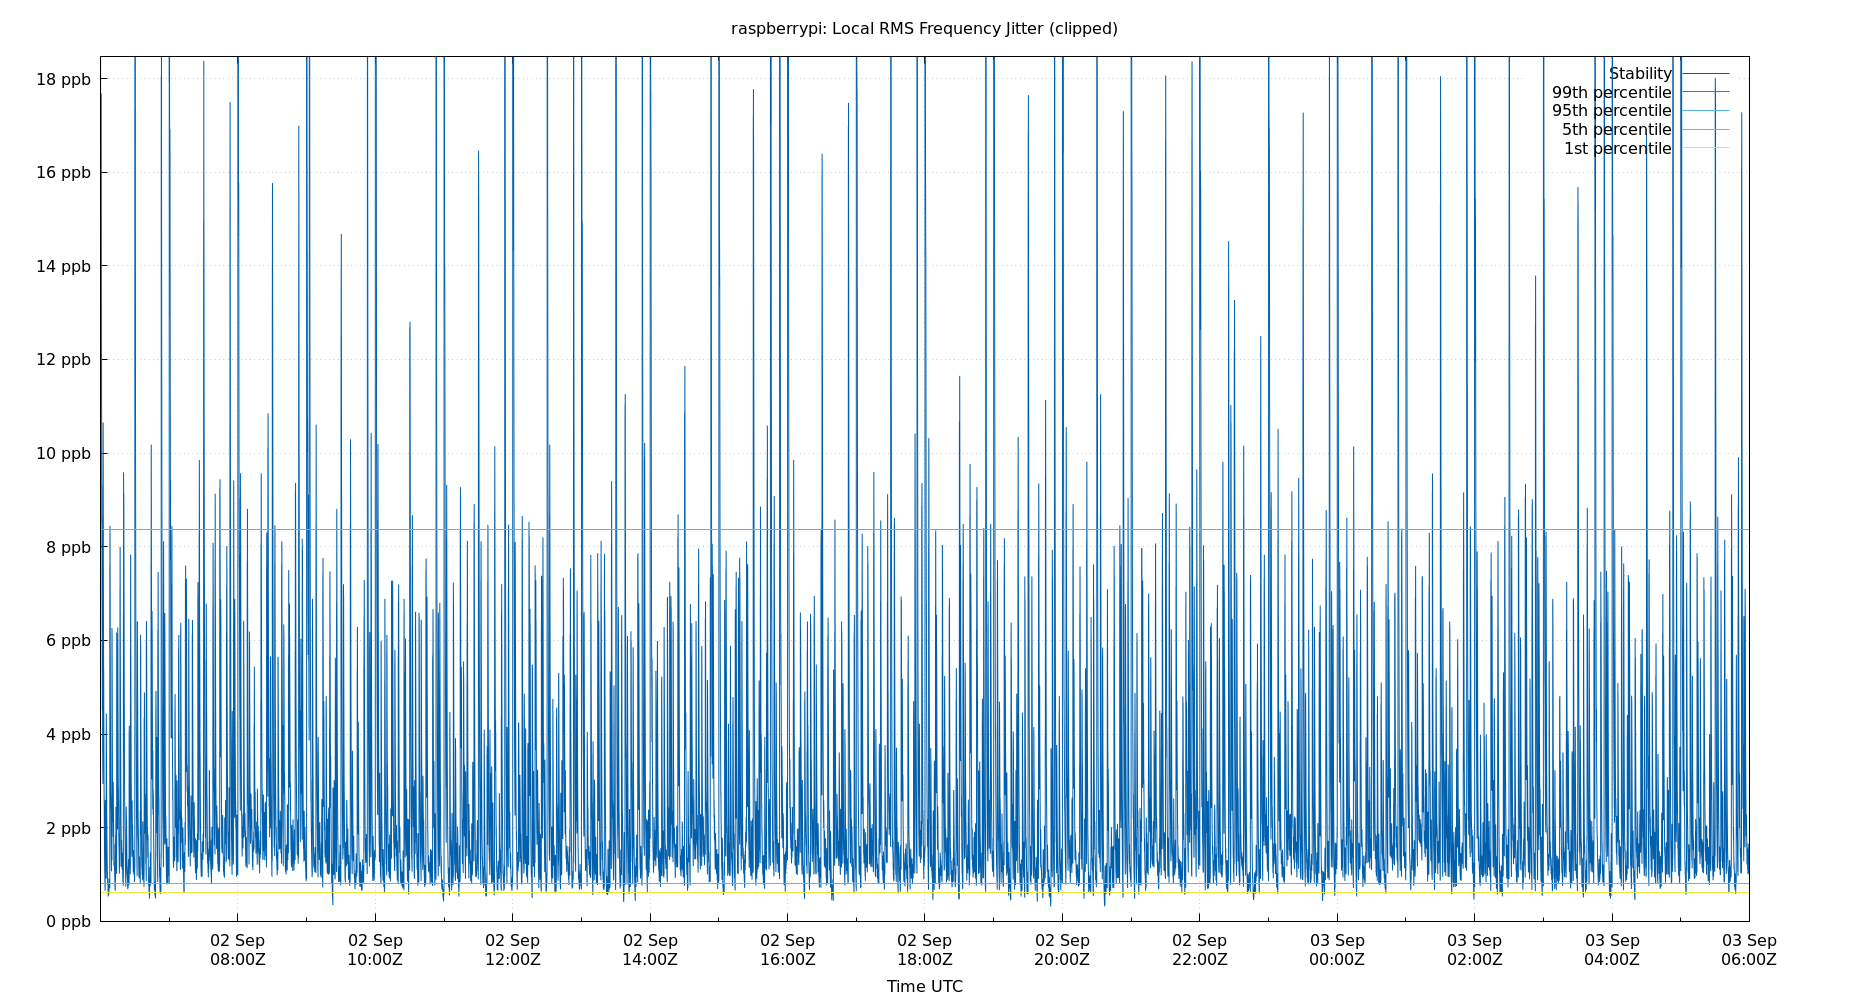 raspberrypi: Local RMS Frequency Jitter (clipped)
18 ppb
16 ppb
14 ppb
12 ppb
10 ppb
8 ppb
6 ppb
4 ppb
2 ppb
0 ppb
Stability
99th percentile
95th percentile
5th percentile
1st percentile
02 Sep 02 Sep 02 Sep 02 Sep 02 Sep 02 Sep 02 Sep 02 Sep 03 Sep 03 Sep 03 Sep 03 Sep
08:00Z 10:00Z 12:00Z 14:00Z 16:00Z 18:00Z 20:00Z 22:00Z 00:00Z 02:00Z 04:00Z 06:00Z
Time UTC